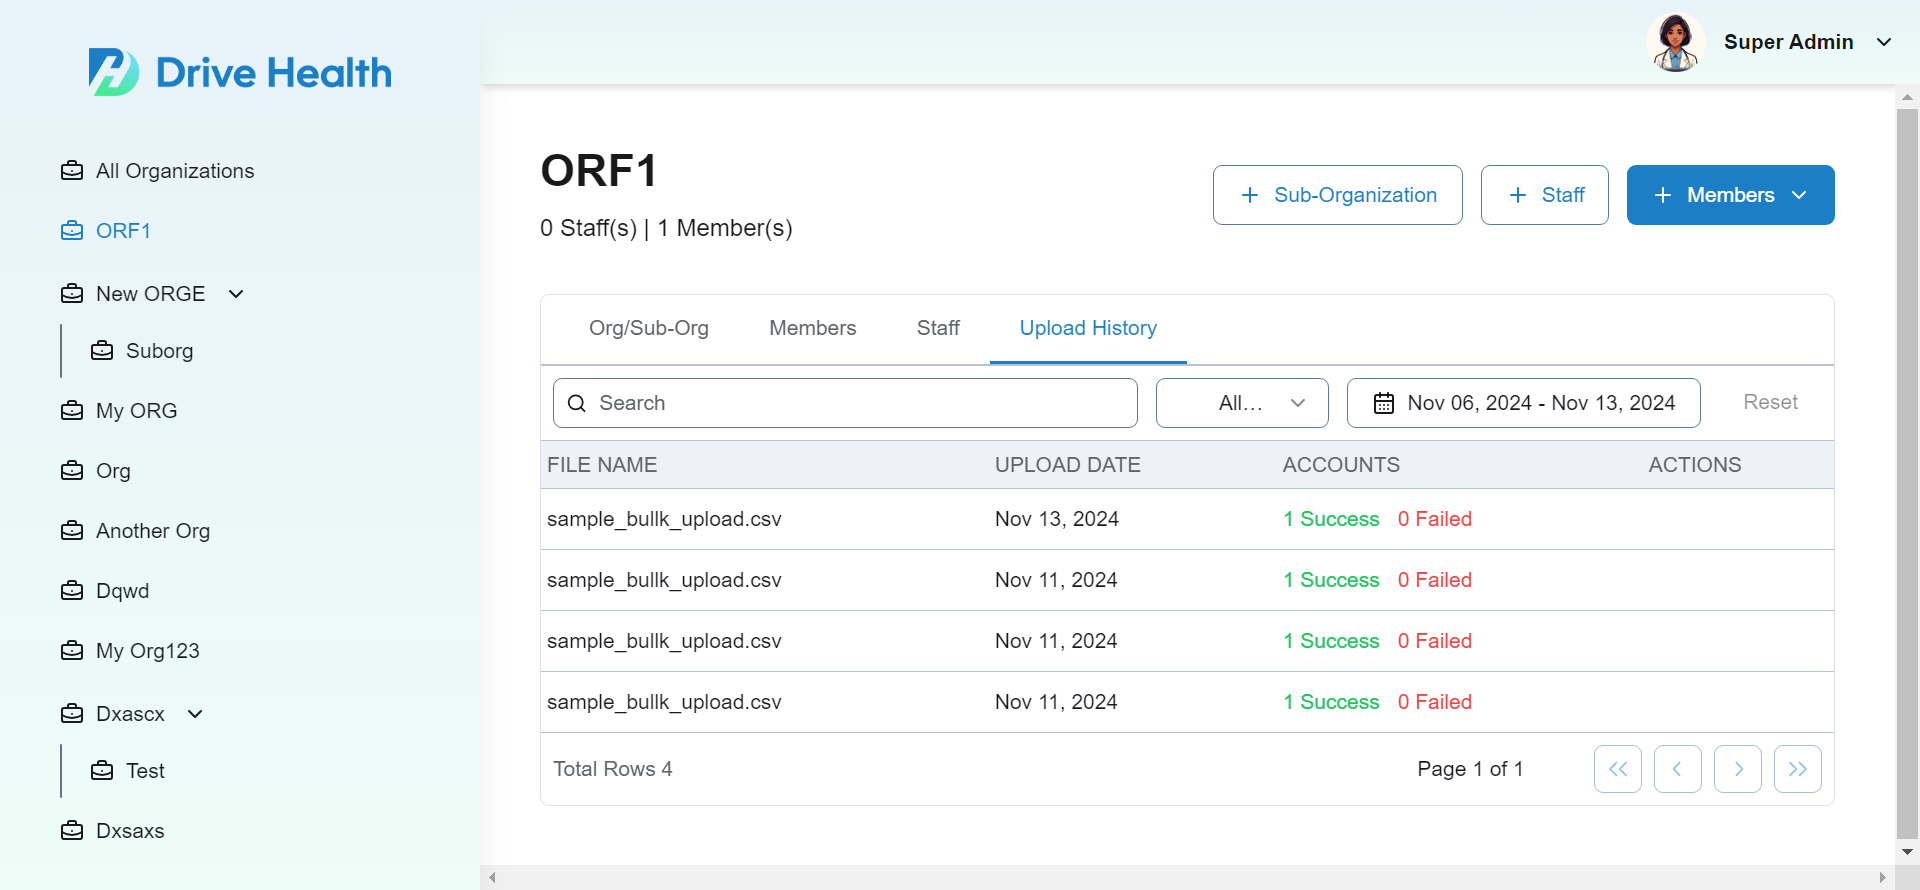 Drive Health
Super Admin
All Organizations
ORF1
New ORGE
Suborg
My ORG
Org
Another Org
Dqwd
My Org123
Dxascx
Test
Dxsaxs
ORF1
0 Staff(s) | 1 Member(s)
Sub-Organization
Staff
Members
Org/Sub-Org Members Staff Upload History
Search All... Nov 06, 2024 - Nov 13, 2024 Reset
FILE NAME UPLOAD DATE ACCOUNTS ACTIONS
sample_bullk_upload.csv Nov 13, 2024 1 Success 0 Failed
sample_bullk_upload.csv Nov 11, 2024 1 Success 0 Failed
sample_bullk_upload.csv Nov 11, 2024 1 Success 0 Failed
sample_bullk_upload.csv Nov 11, 2024 1 Success 0 Failed
Total Rows 4 Page 1 of 1